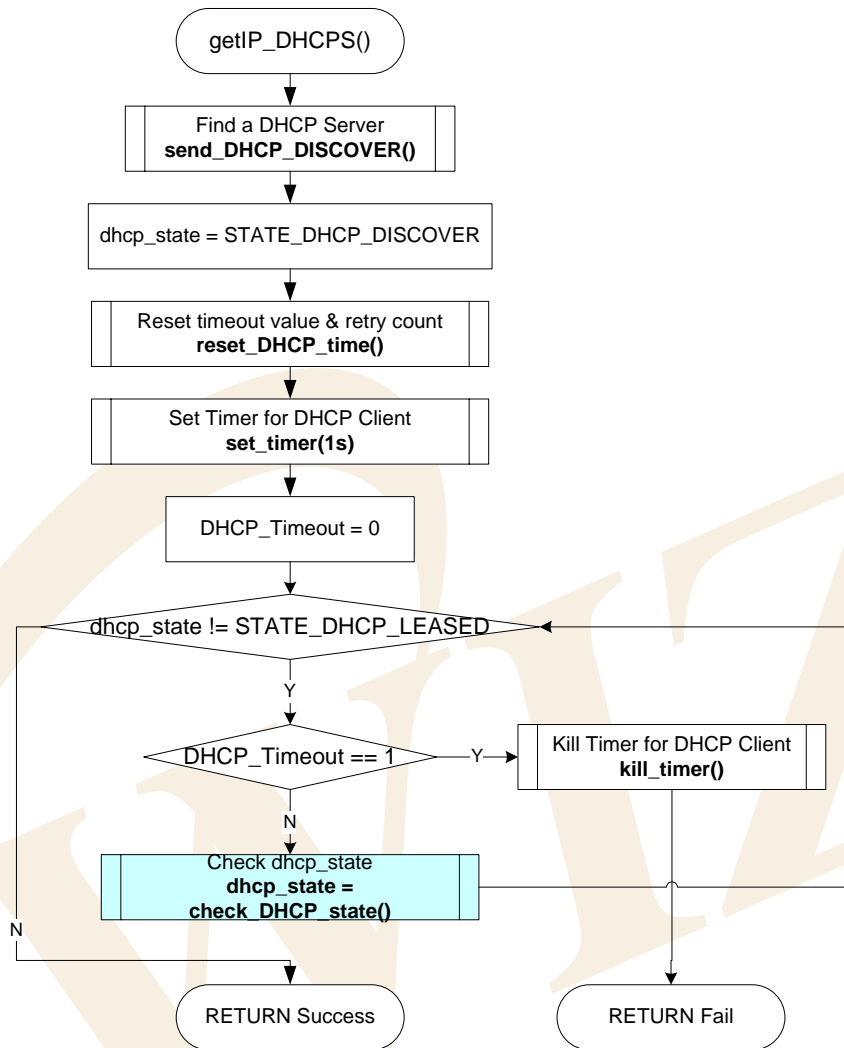 getIP_DHCPS()
Find a DHCP Server
send_DHCP_DISCOVER()
dhcp_state = STATE_DHCP_DISCOVER
Reset timeout value & retry count
reset_DHCP_time()
Set Timer for DHCP Client
set_timer(1s)
DHCP_Timeout = 0
dhcp_state != STATE_DHCP_LEASED
Y
DHCP_Timeout == 1
Y
Kill Timer for DHCP Client
kill_timer()
N
Check dhcp_state
dhcp_state =
check_DHCP_state()
N
RETURN Success
RETURN Fail
WIZ